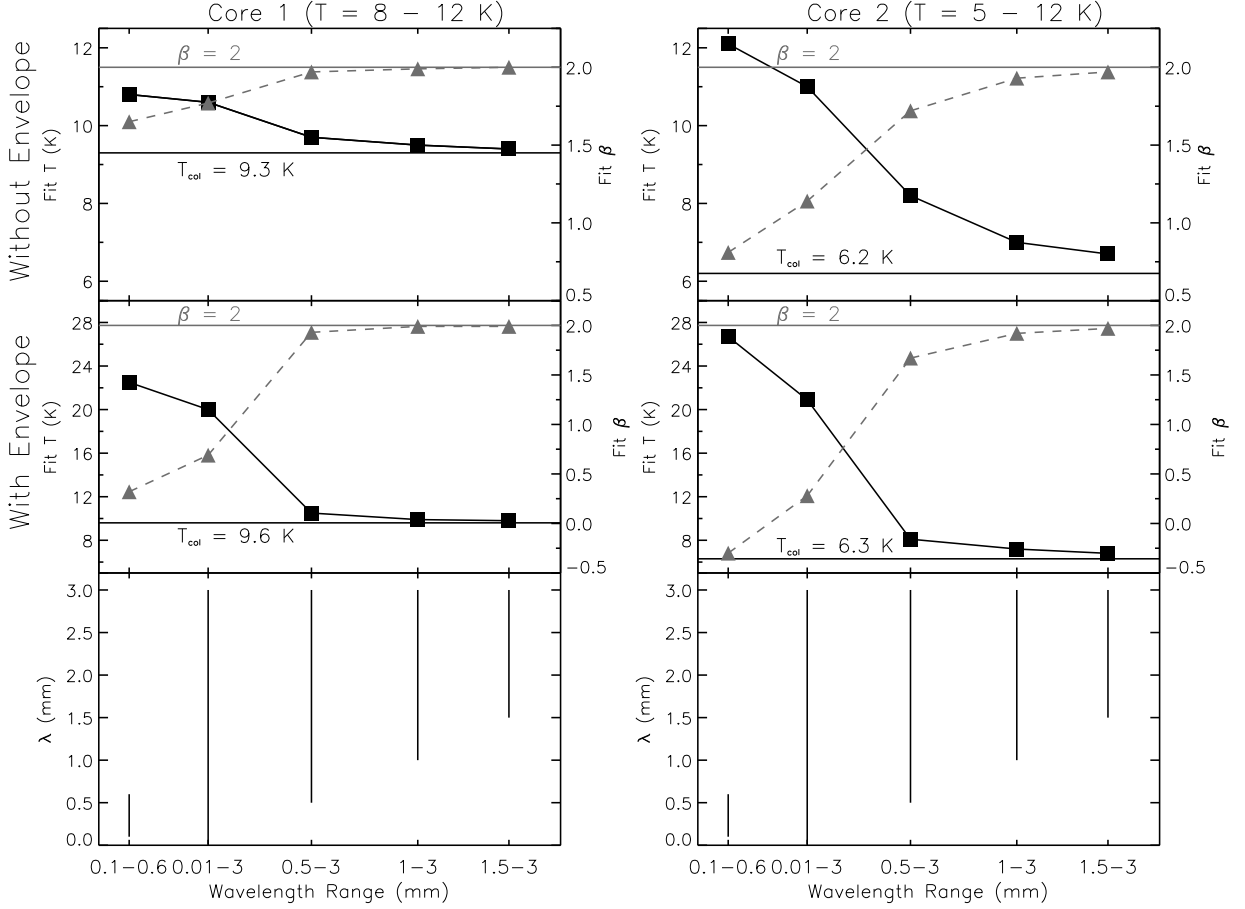 Core 1 (T = 8 – 12 K)
Core 2 (T = 5 – 12 K)
Without Envelope
Fit T (K)
12
10
8
6
β = 2
T_col = 9.3 K
2.0
1.5
1.0
0.5
Fit β
Fit T (K)
12
10
8
6
β = 2
T_col = 6.2 K
2.0
1.5
1.0
0.5
Fit β
With Envelope
Fit T (K)
28
24
20
16
12
8
β = 2
T_col = 9.6 K
2.0
1.5
1.0
0.5
0.0
−0.5
Fit β
Fit T (K)
28
24
20
16
12
8
β = 2
T_col = 6.3 K
2.0
1.5
1.0
0.5
0.0
−0.5
Fit β
λ (mm)
3.0
2.5
2.0
1.5
1.0
0.5
0.0
0.1−0.6 0.01−3 0.5−3 1−3 1.5−3
Wavelength Range (mm)
λ (mm)
3.0
2.5
2.0
1.5
1.0
0.5
0.0
0.1−0.6 0.01−3 0.5−3 1−3 1.5−3
Wavelength Range (mm)